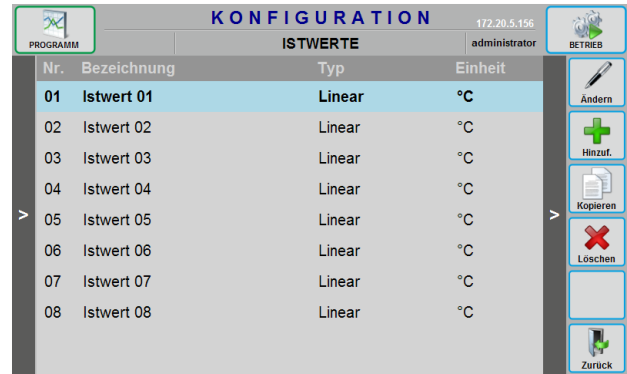 KONFIGURATION
172.20.5.156
PROGRAMM
ISTWERTE
administrator
BETRIEB
Nr. Bezeichnung Typ Einheit
01 Istwert 01 Linear °C
02 Istwert 02 Linear °C
03 Istwert 03 Linear °C
04 Istwert 04 Linear °C
05 Istwert 05 Linear °C
06 Istwert 06 Linear °C
07 Istwert 07 Linear °C
08 Istwert 08 Linear °C
>
>
Ändern
Hinzuf.
Kopieren
Löschen
Zurück